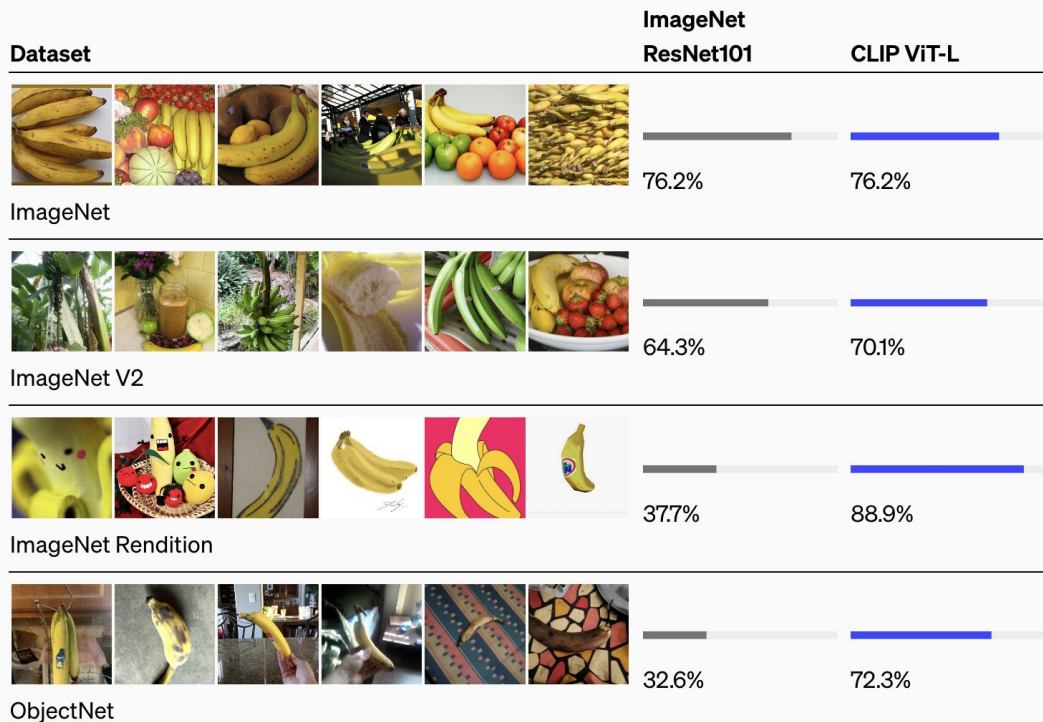 ImageNet
Dataset
ResNet101
CLIP ViT-L
76.2%
76.2%
ImageNet
64.3%
70.1%
ImageNet V2
37.7%
88.9%
ImageNet Rendition
32.6%
72.3%
ObjectNet